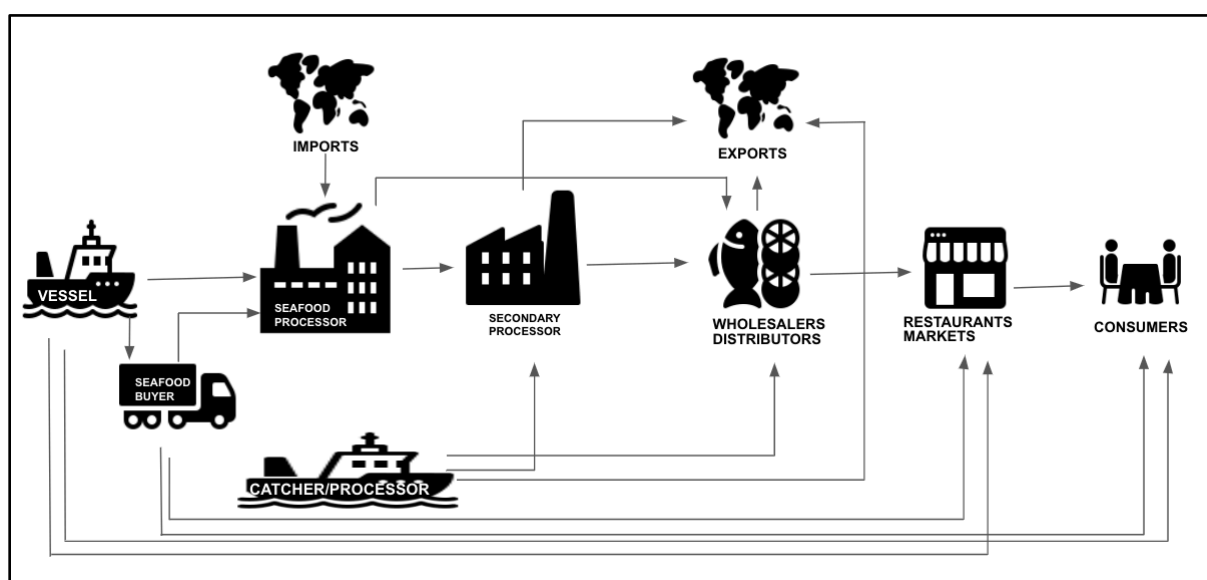 IMPORTS
EXPORTS
VESSEL
SEAFOOD
PROCESSOR
SECONDARY
PROCESSOR
WHOLESALERS
DISTRIBUTORS
RESTAURANTS
MARKETS
CONSUMERS
SEAFOOD
BUYER
CATCHER/PROCESSOR